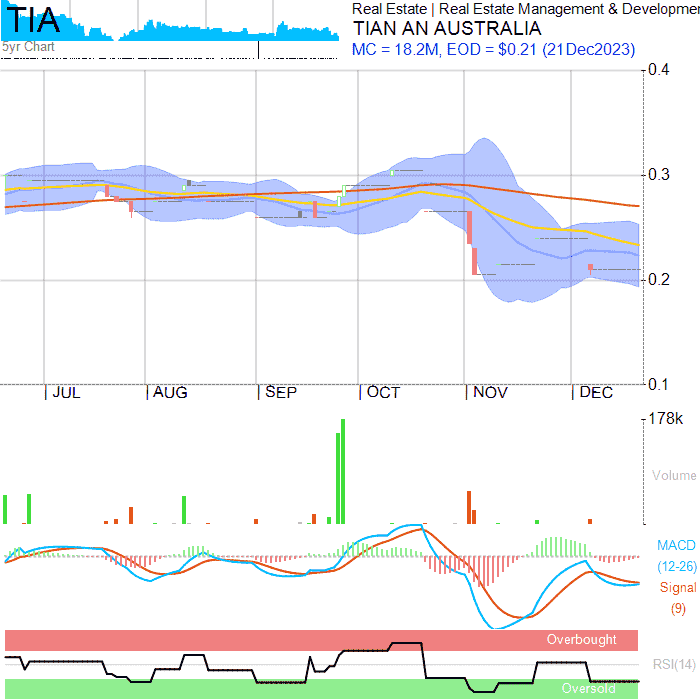 TIA
5yr Chart
Real Estate | Real Estate Management & Developmen
TIAN AN AUSTRALIA
MC = 18.2M, EOD = $0.21 (21Dec2023)
0.4
0.3
0.2
0.1
JUL AUG SEP OCT NOV DEC
178k
Volume
MACD
(12-26)
Signal
(9)
Overbought
RSI(14)
Oversold